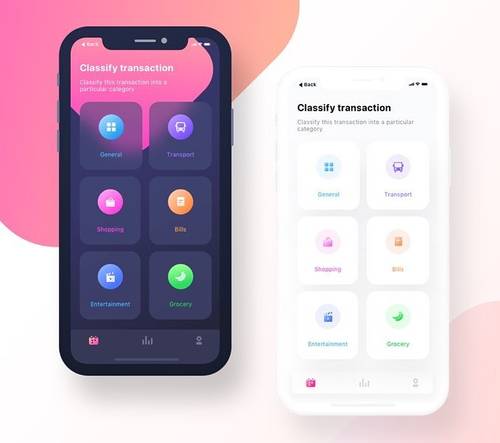 Back
Classify transaction
Classify this transaction into a
particular category
General
Transport
Shopping
Bills
Entertainment
Grocery
Back
Classify transaction
Classify this transaction into a particular
category
General
Transport
Shopping
Bills
Entertainment
Grocery